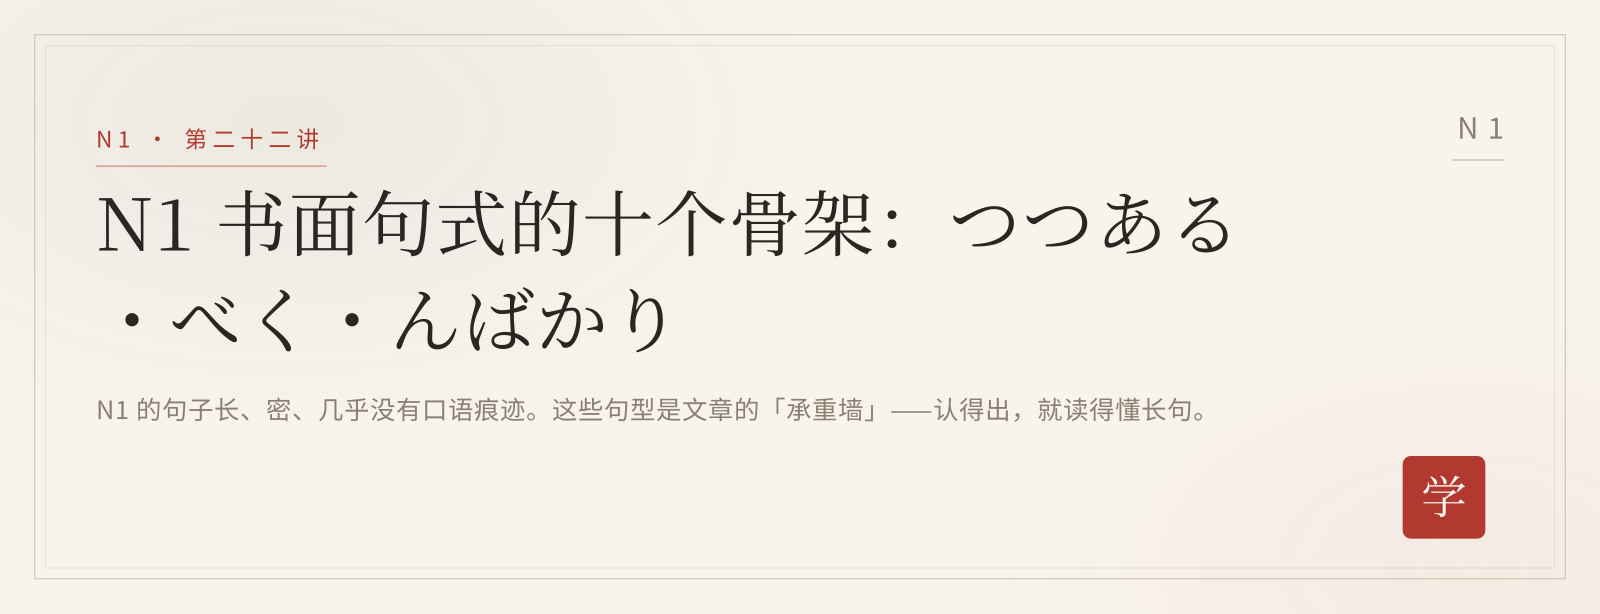 N1 · 第二十二讲
N1
N1 书面句式的十个骨架：つつある
・べく・んばかり
N1 的句子长、密、几乎没有口语痕迹。这些句型是文章的「承重墙」——认得出，就读得懂长句。
学